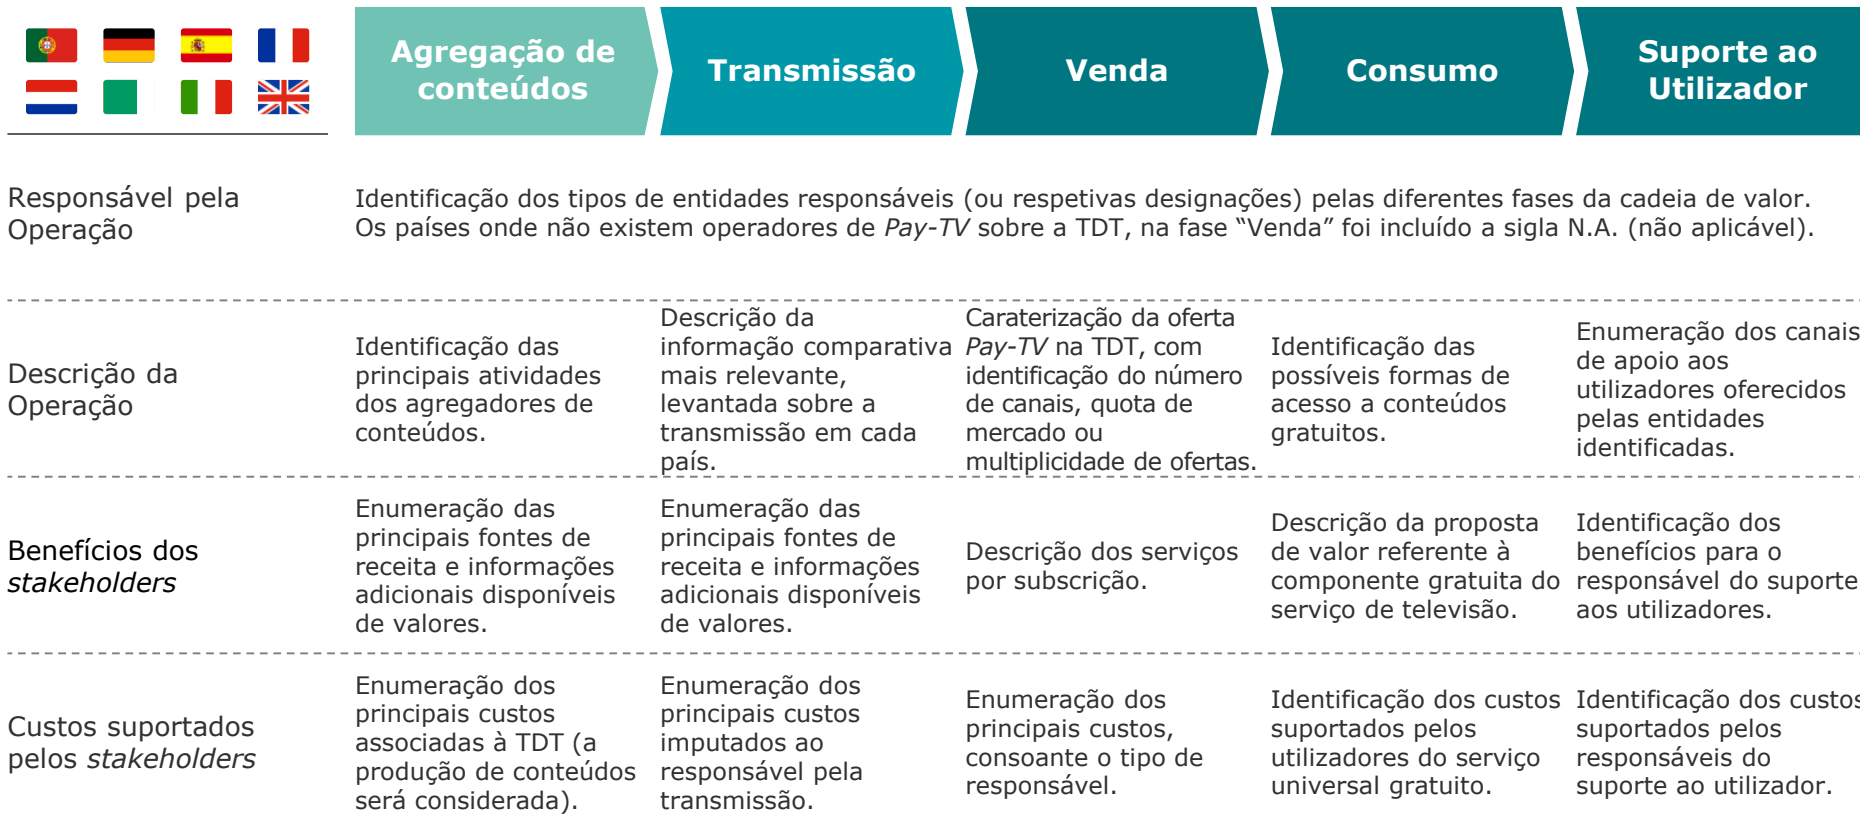 Agregação de
conteúdos
Transmissão
Venda
Consumo
Suporte ao
Utilizador
Responsável pela
Operação
Identificação dos tipos de entidades responsáveis (ou respetivas designações) pelas diferentes fases da cadeia de valor.
Os países onde não existem operadores de Pay-TV sobre a TDT, na fase “Venda” foi incluído a sigla N.A. (não aplicável).
Descrição da
Operação
Identificação das
principais atividades
dos agregadores de
conteúdos.
Descrição da
informação comparativa
mais relevante,
levantada sobre a
transmissão em cada
país.
Caraterização da oferta
Pay-TV na TDT, com
identificação do número
de canais, quota de
mercado ou
multiplicidade de ofertas.
Identificação das
possíveis formas de
acesso a conteúdos
gratuitos.
Enumeração dos canais
de apoio aos
utilizadores oferecidos
pelas entidades
identificadas.
Benefícios dos
stakeholders
Enumeração das
principais fontes de
receita e informações
adicionais disponíveis
de valores.
Enumeração das
principais fontes de
receita e informações
adicionais disponíveis
de valores.
Descrição dos serviços
por subscrição.
Descrição da proposta
de valor referente à
componente gratuita do
serviço de televisão.
Identificação dos
benefícios para o
responsável do suporte
aos utilizadores.
Custos suportados
pelos stakeholders
Enumeração dos
principais custos
associadas à TDT (a
produção de conteúdos
será considerada).
Enumeração dos
principais custos
imputados ao
responsável pela
transmissão.
Enumeração dos
principais custos,
consoante o tipo de
responsável.
Identificação dos custos
suportados pelos
utilizadores do serviço
universal gratuito.
Identificação dos custos
suportados pelos
responsáveis do
suporte ao utilizador.